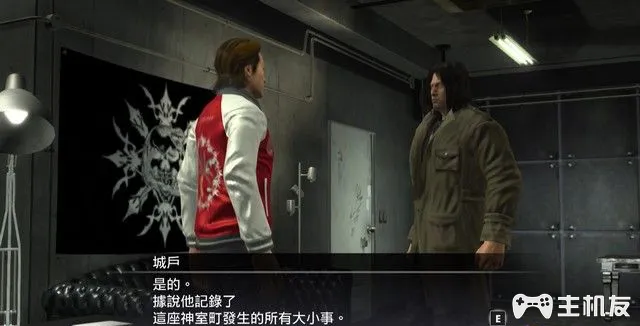 城戶
是的。
據說他記錄了
這座神室町發生的所有大小事。
E
主机友